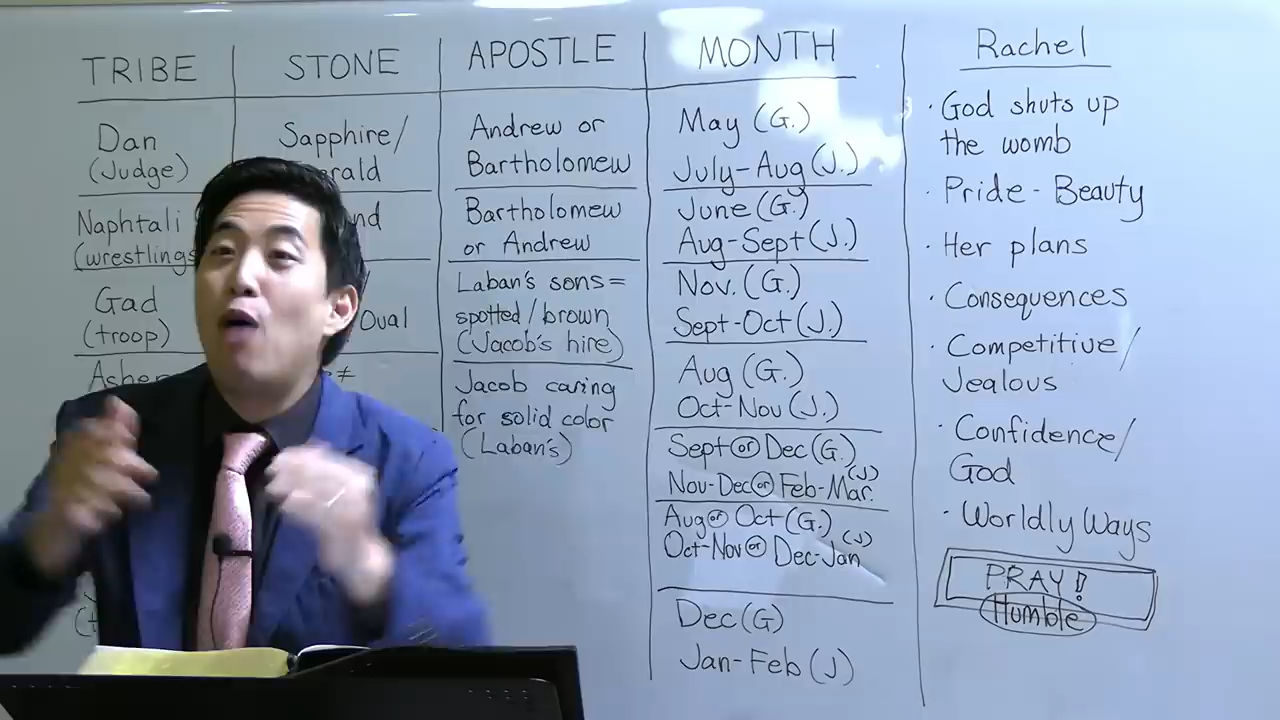 TRIBE
STONE
APOSTLE
MONTH
Rachel
Dan
(Judge)
Sapphire/
Andrew or
Bartholomew
May (G.)
July-Aug (J.)
Naphtali
(wrestlings
Bartholomew
or Andrew
June (G.)
Aug-Sept (J.)
Gad
(troop)
Oval
Laban's sons =
spotted/brown
(Jacob's hire)
Nov. (G.)
Sept-Oct (J.)
Asher
≠
Jacob caring
for solid color
(Laban's)
Aug (G.)
Oct-Nov (J.)
Sept or Dec (G.)
Nov-Dec or Feb-Mar. (J)
Aug or Oct (G.)
Oct-Nov or Dec-Jan (J)
Dec (G)
Jan-Feb (J)
· God shuts up
the womb
· Pride - Beauty
· Her plans
· Consequences
· Competitive/
Jealous
· Confidence/
God
· Worldly Ways
PRAY!
Humble